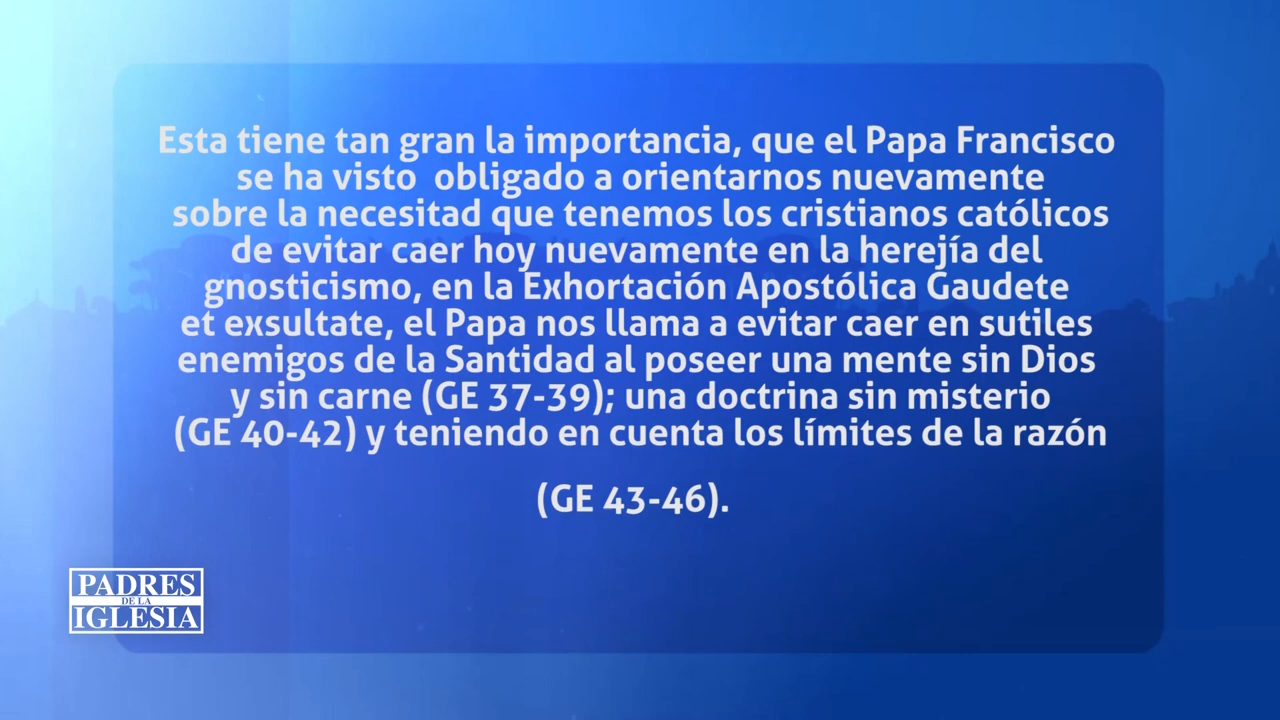 Esta tiene tan gran la importancia, que el Papa Francisco
se ha visto  obligado a orientarnos nuevamente
sobre la necesitad que tenemos los cristianos católicos
de evitar caer hoy nuevamente en la herejía del
gnosticismo, en la Exhortación Apostólica Gaudete
et exsultate, el Papa nos llama a evitar caer en sutiles
enemigos de la Santidad al poseer una mente sin Dios
y sin carne (GE 37-39); una doctrina sin misterio
(GE 40-42) y teniendo en cuenta los límites de la razón
(GE 43-46).
PADRES
DE LA
IGLESIA